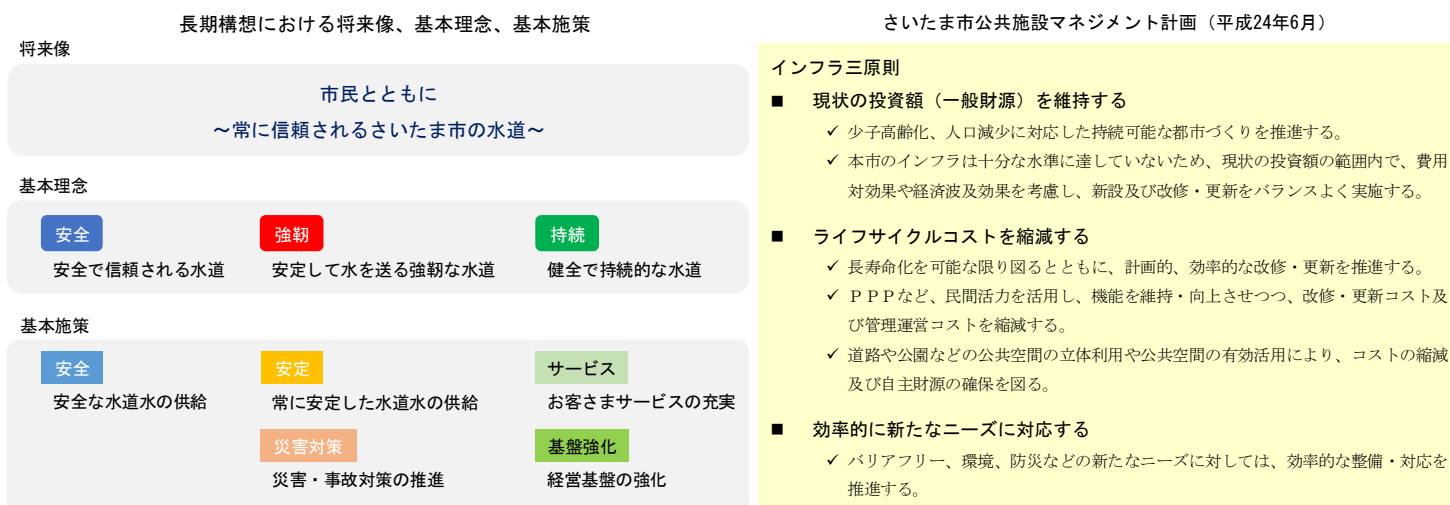 長期構想における将来像、基本理念、基本施策
将来像
市民とともに
～常に信頼されるさいたま市の水道～
基本理念
安全
強靭
持続
安全で信頼される水道
安定して水を送る強靭な水道
健全で持続的な水道
基本施策
安全
安定
サービス
安全な水道水の供給
常に安定した水道水の供給
お客さまサービスの充実
災害対策
基盤強化
災害・事故対策の推進
経営基盤の強化
さいたま市公共施設マネジメント計画（平成24年6月）
インフラ三原則
■ 現状の投資額（一般財源）を維持する
✓ 少子高齢化、人口減少に対応した持続可能な都市づくりを推進する。
✓ 本市のインフラは十分な水準に達していないため、現状の投資額の範囲内で、費用
対効果や経済波及効果を考慮し、新設及び改修・更新をバランスよく実施する。
■ ライフサイクルコストを縮減する
✓ 長寿命化を可能な限り図るとともに、計画的、効率的な改修・更新を推進する。
✓ ＰＰＰなど、民間活力を活用し、機能を維持・向上させつつ、改修・更新コスト及
び管理運営コストを縮減する。
✓ 道路や公園などの公共空間の立体利用や公共空間の有効活用により、コストの縮減
及び自主財源の確保を図る。
■ 効率的に新たなニーズに対応する
✓ バリアフリー、環境、防災などの新たなニーズに対しては、効率的な整備・対応を
推進する。